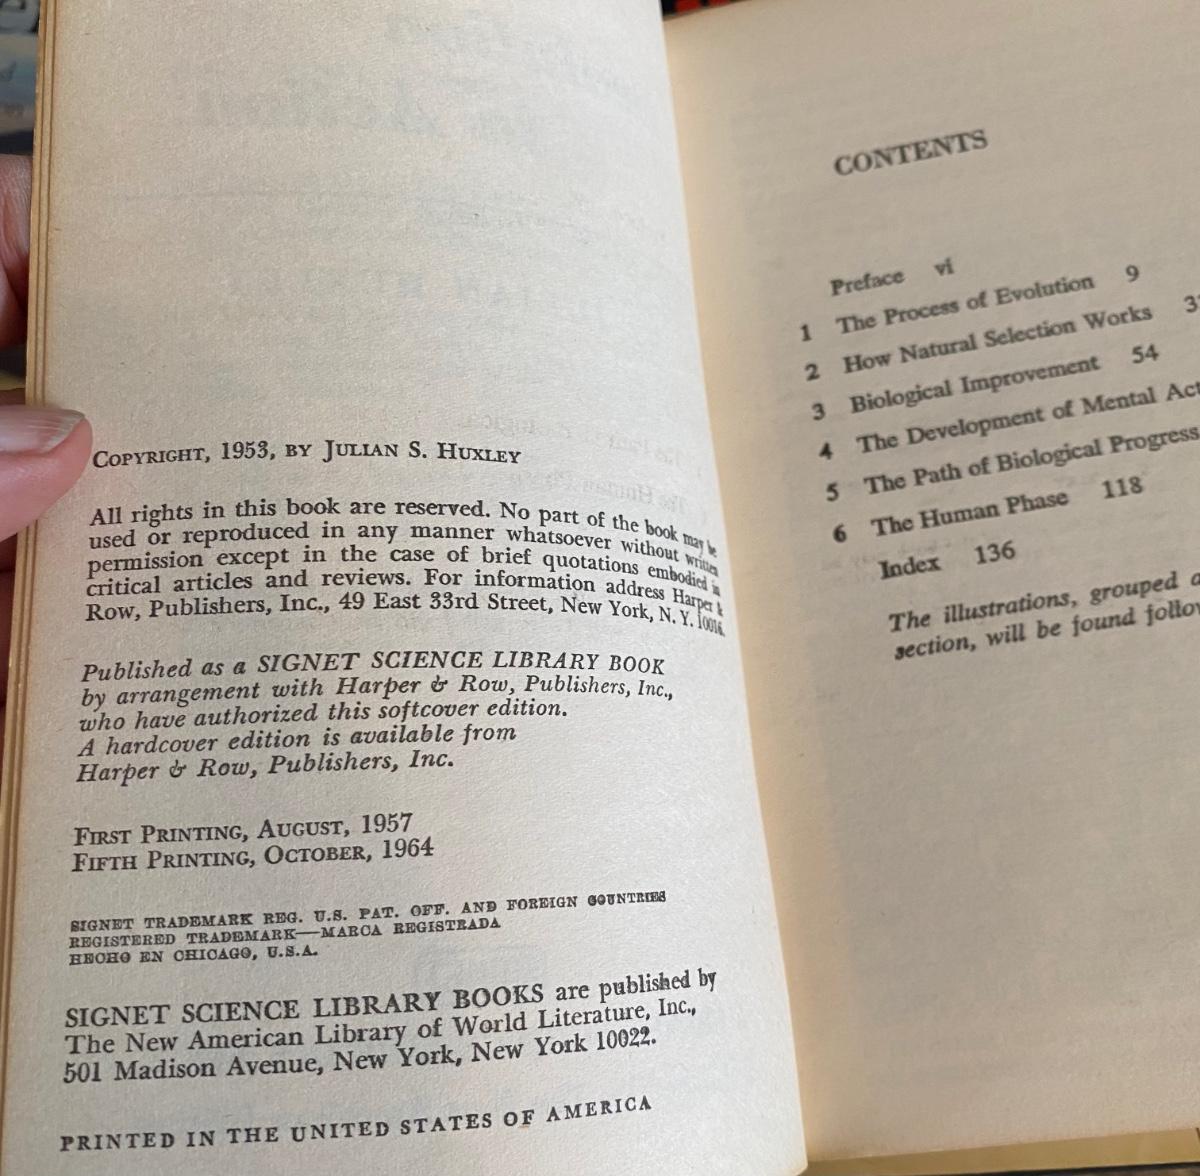 COPYRIGHT, 1953, BY JULIAN S. HUXLEY
All rights in this book are reserved. No part of the book may be
used or reproduced in any manner whatsoever without written
permission except in the case of brief quotations embodied in
critical articles and reviews. For information address Harper &
Row, Publishers, Inc., 49 East 33rd Street, New York, N. Y. 10016.
Published as a SIGNET SCIENCE LIBRARY BOOK
by arrangement with Harper & Row, Publishers, Inc.,
who have authorized this softcover edition.
A hardcover edition is available from
Harper & Row, Publishers, Inc.
FIRST PRINTING, AUGUST, 1957
FIFTH PRINTING, OCTOBER, 1964
SIGNET TRADEMARK REG. U.S. PAT. OFF. AND FOREIGN COUNTRIES
REGISTERED TRADEMARK—MARCA REGISTRADA
HECHO EN CHICAGO, U.S.A.
SIGNET SCIENCE LIBRARY BOOKS are published by
The New American Library of World Literature, Inc.,
501 Madison Avenue, New York, New York 10022.
PRINTED IN THE UNITED STATES OF AMERICA
CONTENTS
Preface vi
1 The Process of Evolution 9
2 How Natural Selection Works
3 Biological Improvement 54
4 The Development of Mental Act
5 The Path of Biological Progress
6 The Human Phase 118
Index 136
The illustrations, grouped
section, will be found